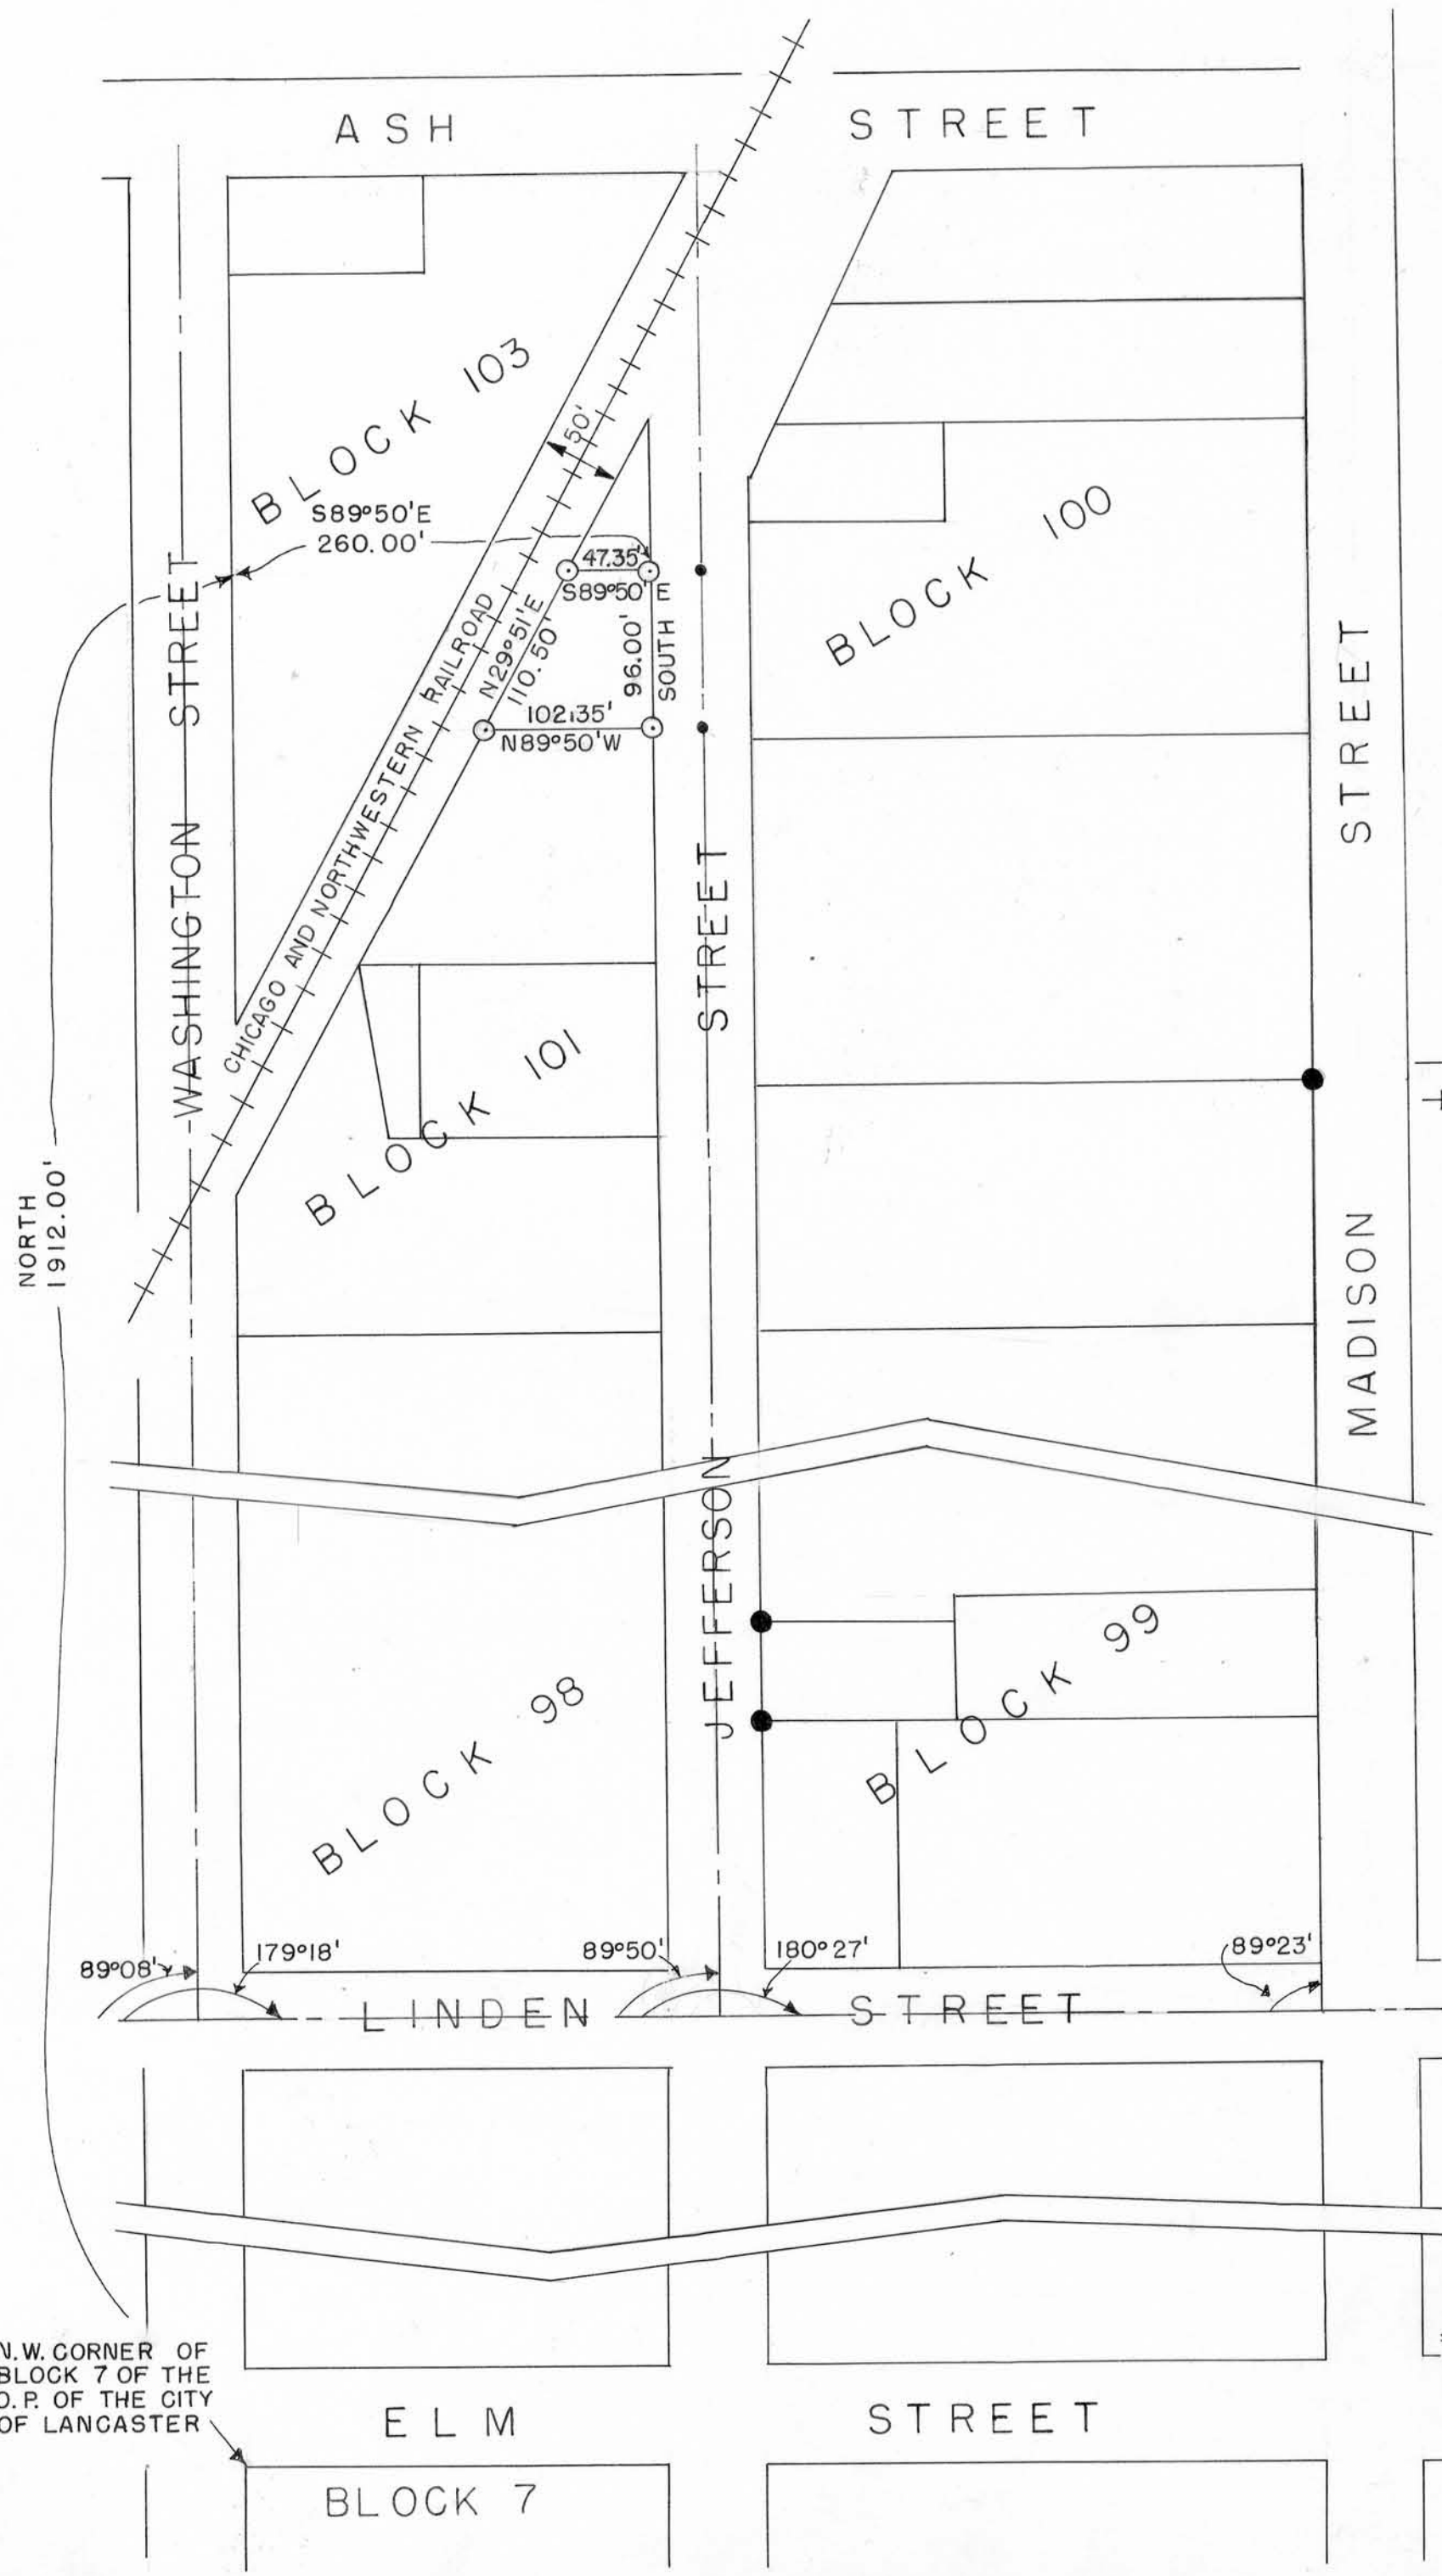 ASH STREET
BLOCK 103
50'
S89°50'E
260.00'
47.35'
S89°50'E
N29°51'E
110.50'
96.00'
SOUTH
102.35'
N89°50'W
CHICAGO AND NORTHWESTERN RAILROAD
BLOCK 100
WASHINGTON STREET
JEFFERSON STREET
MADISON STREET
BLOCK 101
NORTH
1912.00'
BLOCK 98
BLOCK 99
89°08'
179°18'
89°50'
180°27'
89°23'
LINDEN STREET
N.W. CORNER OF
BLOCK 7 OF THE
O.P. OF THE CITY
OF LANCASTER
ELM STREET
BLOCK 7